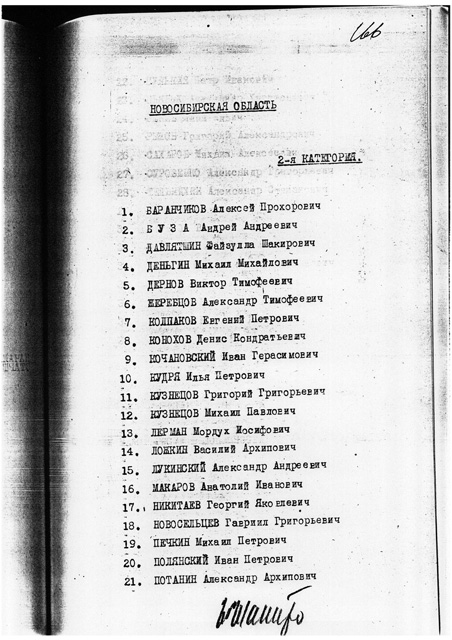 166
НОВОСИБИРСКАЯ ОБЛАСТЬ
2-я КАТЕГОРИЯ.
1. БАРАНЧИКОВ Алексей Прохорович
2. Б У З А Андрей Андреевич
3. ДАВЛЯТШИН Файзулла Шакирович
4. ДЕНЬГИН Михаил Михайлович
5. ДЕРНОВ Виктор Тимофеевич
6. ЖЕРЕБЦОВ Александр Тимофеевич
7. КОЛПАКОВ Евгений Петрович
8. КОНОХОВ Денис Кондратьевич
9. КОЧАНОВСКИЙ Иван Герасимович
10. КУДРЯ Илья Петрович
11. КУЗНЕЦОВ Григорий Григорьевич
12. КУЗНЕЦОВ Михаил Павлович
13. ЛЕРМАН Мордух Иосифович
14. ЛОЖКИН Василий Архипович
15. ЛУКИНСКИЙ Александр Андреевич
16. МАКАРОВ Анатолий Иванович
17. НИКИТАЕВ Георгий Яковлевич
18. НОВОСЕЛЬЦЕВ Гавриил Григорьевич
19. ПЕЧКИН Михаил Петрович
20. ПОЛЯНСКИЙ Иван Петрович
21. ПОТАНИН Александр Архипович